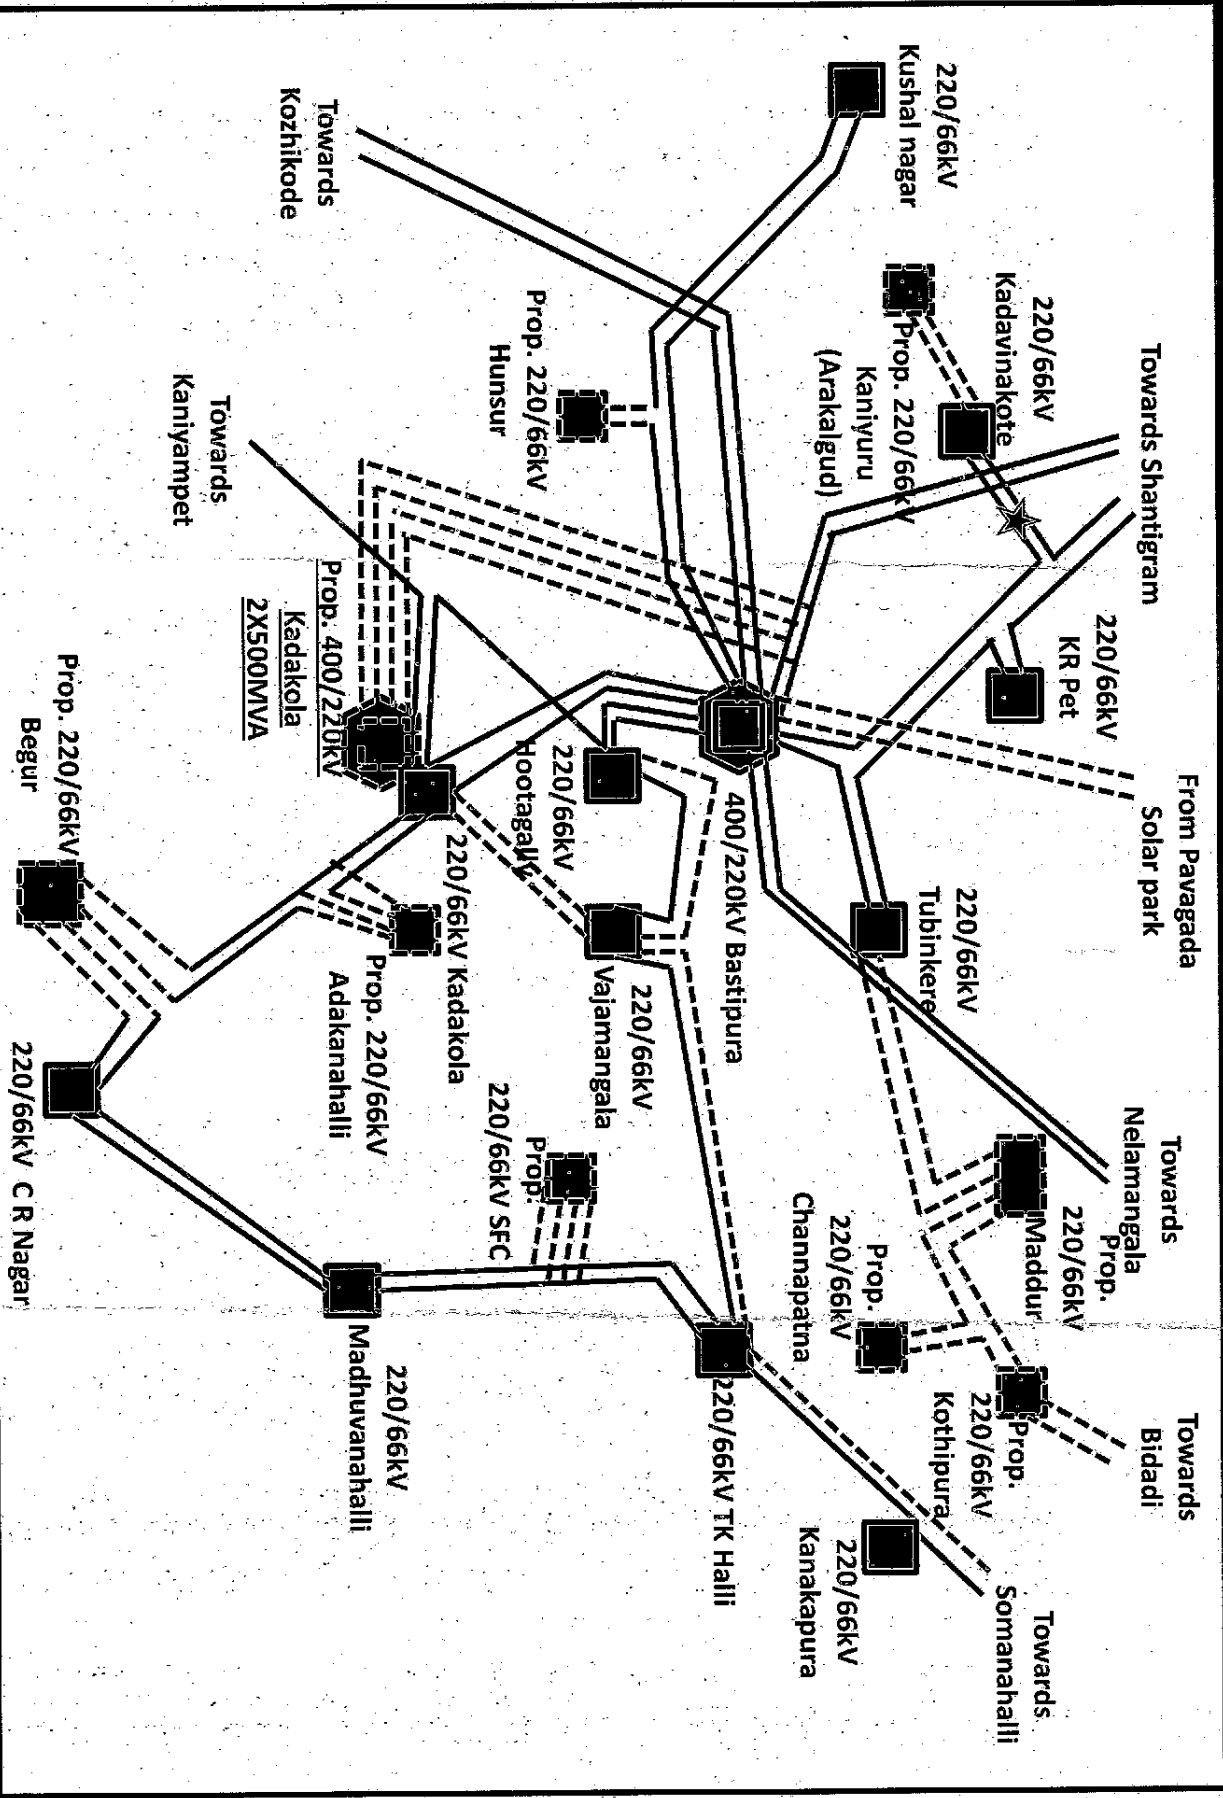 Towards Shantigram
From Pavagada
Solar park
Towards
Nelamangala
Towards
Bidadi
Towards
Somanahalli
220/66kV
Kushal nagar
220/66kV
Kadavinakote
Prop. 220/66kV
Kaniyuru
(Arakalgud)
220/66kV
KR Pet
220/66kV
Tubinkere
Prop.
220/66kV
Maddur
Prop.
220/66kV
Channapatna
Prop.
220/66kV
Kothipura
220/66kV
Kanakapura
400/220kV Bastipura
220/66kV TK Halli
Towards
Kozhikode
Prop. 220/66kV
Hunsur
220/66kV
Hootagalli
220/66kV
Vajamangala
Prop.
220/66kV SFC
Towards
Kaniyampet
Prop. 400/220kV
Kadakola
2X500MVA
220/66kV Kadakola
Prop. 220/66kV
Adakanahalli
220/66kV
Madhuvanahalli
Prop. 220/66kV
Begur
220/66kV C R Nagar